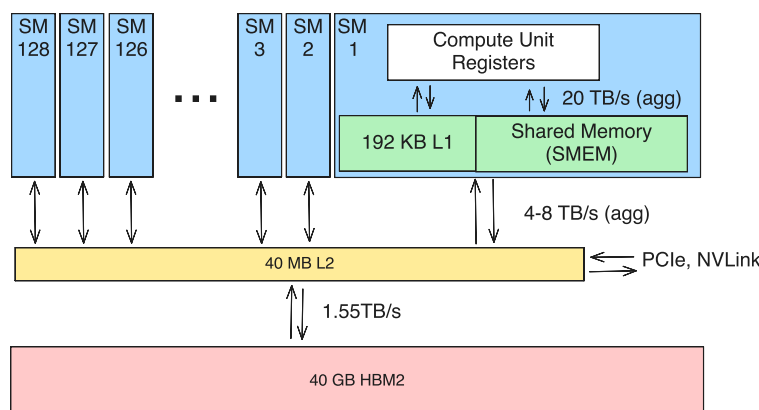 SM
128
SM
127
SM
126
...
SM
3
SM
2
SM
1
Compute Unit
Registers
20 TB/s (agg)
192 KB L1
Shared Memory
(SMEM)
4-8 TB/s (agg)
40 MB L2
PCIe, NVLink
1.55TB/s
40 GB HBM2